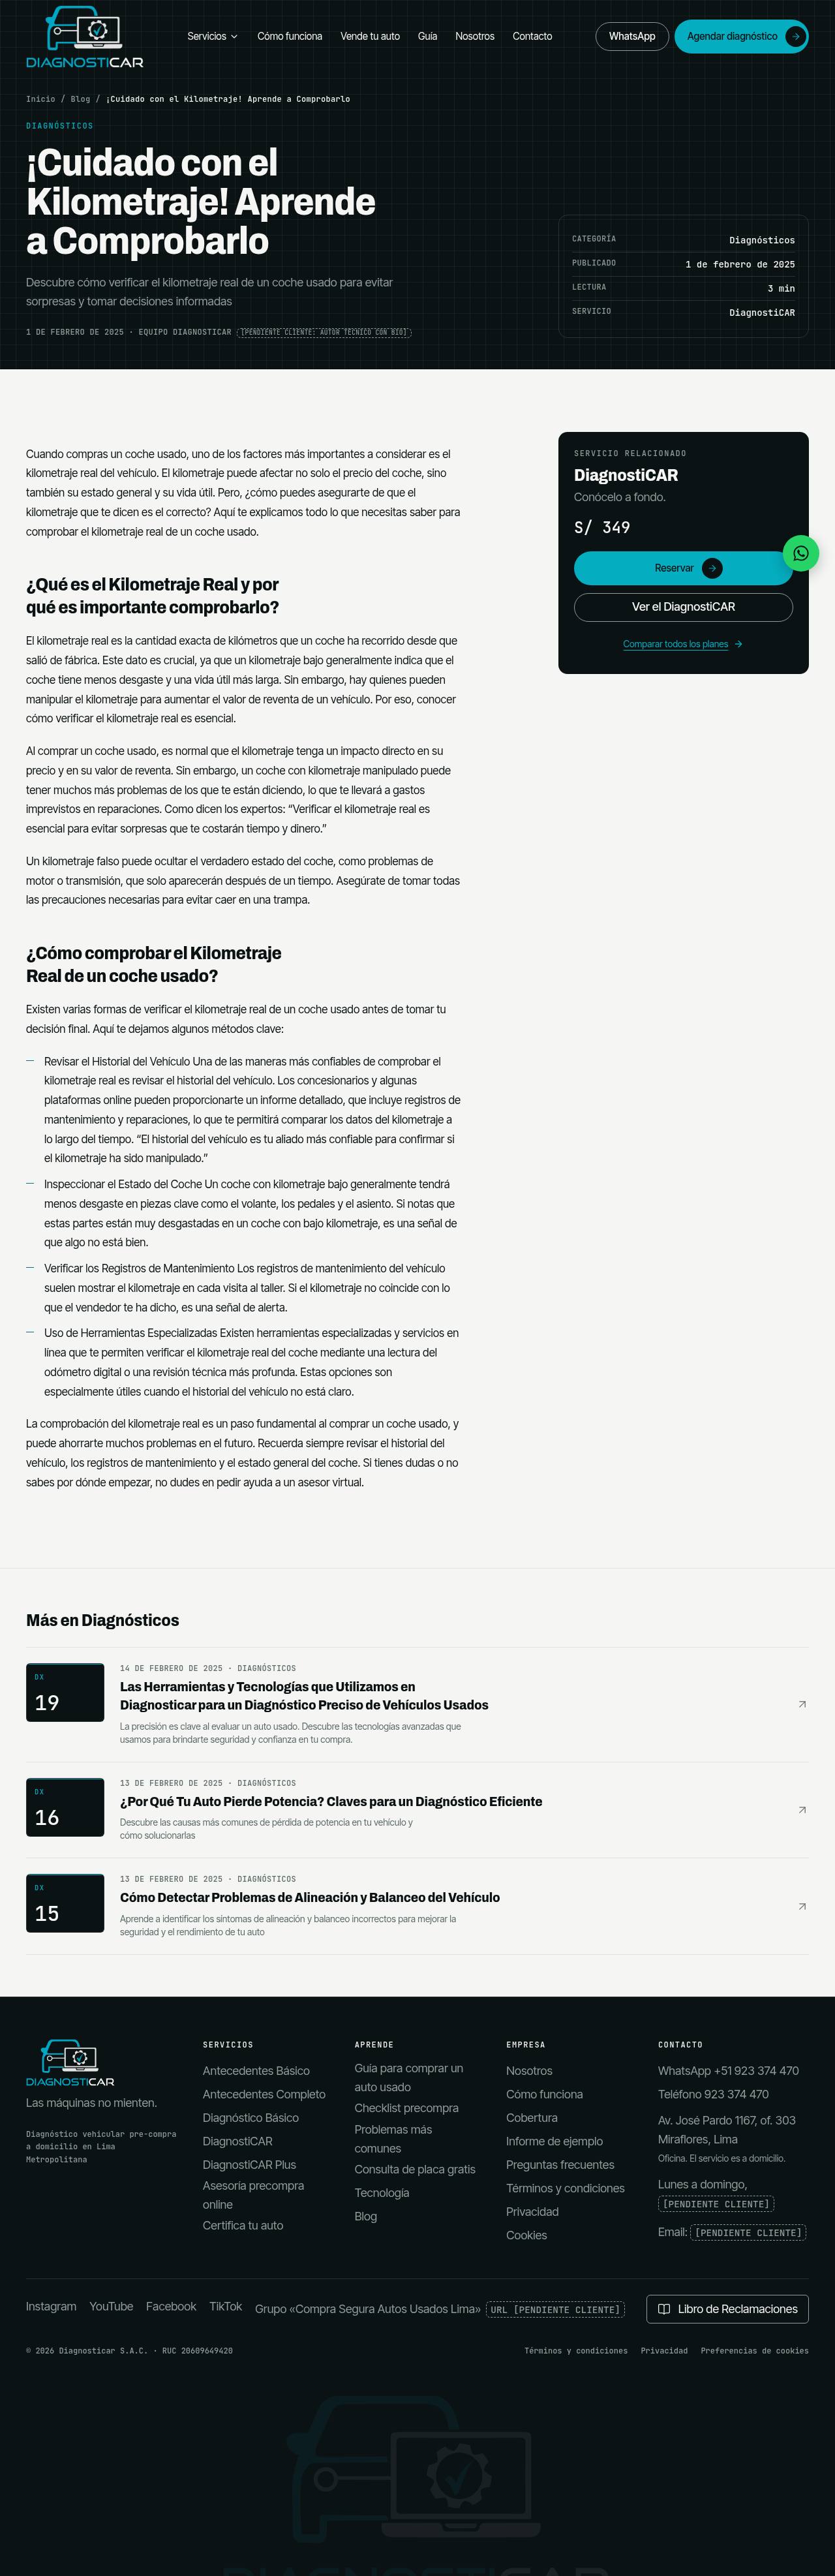 DIAGNOSTICAR
Servicios Cómo funciona Vende tu auto Guía Nosotros Contacto WhatsApp Agendar diagnóstico
Inicio / Blog / ¡Cuidado con el Kilometraje! Aprende a Comprobarlo
DIAGNÓSTICOS
¡Cuidado con el
Kilometraje! Aprende
a Comprobarlo
Descubre cómo verificar el kilometraje real de un coche usado para evitar
sorpresas y tomar decisiones informadas
1 DE FEBRERO DE 2025 · EQUIPO DIAGNOSTICAR [PENDIENTE CLIENTE: AUTOR TÉCNICO CON BIO]
CATEGORÍA Diagnósticos
PUBLICADO 1 de febrero de 2025
LECTURA 3 min
SERVICIO DiagnostiCAR
Cuando compras un coche usado, uno de los factores más importantes a considerar es el
kilometraje real del vehículo. El kilometraje puede afectar no solo el precio del coche, sino
también su estado general y su vida útil. Pero, ¿cómo puedes asegurarte de que el
kilometraje que te dicen es el correcto? Aquí te explicamos todo lo que necesitas saber para
comprobar el kilometraje real de un coche usado.
SERVICIO RELACIONADO
DiagnostiCAR
Conócelo a fondo.
S/ 349
Reservar
Ver el DiagnostiCAR
Comparar todos los planes
¿Qué es el Kilometraje Real y por
qué es importante comprobarlo?
El kilometraje real es la cantidad exacta de kilómetros que un coche ha recorrido desde que
salió de fábrica. Este dato es crucial, ya que un kilometraje bajo generalmente indica que el
coche tiene menos desgaste y una vida útil más larga. Sin embargo, hay quienes pueden
manipular el kilometraje para aumentar el valor de reventa de un vehículo. Por eso, conocer
cómo verificar el kilometraje real es esencial.
Al comprar un coche usado, es normal que el kilometraje tenga un impacto directo en su
precio y en su valor de reventa. Sin embargo, un coche con kilometraje manipulado puede
tener muchos más problemas de los que te están diciendo, lo que te llevará a gastos
imprevistos en reparaciones. Como dicen los expertos: “Verificar el kilometraje real es
esencial para evitar sorpresas que te costarán tiempo y dinero.”
Un kilometraje falso puede ocultar el verdadero estado del coche, como problemas de
motor o transmisión, que solo aparecerán después de un tiempo. Asegúrate de tomar todas
las precauciones necesarias para evitar caer en una trampa.
¿Cómo comprobar el Kilometraje
Real de un coche usado?
Existen varias formas de verificar el kilometraje real de un coche usado antes de tomar tu
decisión final. Aquí te dejamos algunos métodos clave:
— Revisar el Historial del Vehículo Una de las maneras más confiables de comprobar el
kilometraje real es revisar el historial del vehículo. Los concesionarios y algunas
plataformas online pueden proporcionarte un informe detallado, que incluye registros de
mantenimiento y reparaciones, lo que te permitirá comparar los datos del kilometraje a
lo largo del tiempo. “El historial del vehículo es tu aliado más confiable para confirmar si
el kilometraje ha sido manipulado.”
— Inspeccionar el Estado del Coche Un coche con kilometraje bajo generalmente tendrá
menos desgaste en piezas clave como el volante, los pedales y el asiento. Si notas que
estas partes están muy desgastadas en un coche con bajo kilometraje, es una señal de
que algo no está bien.
— Verificar los Registros de Mantenimiento Los registros de mantenimiento del vehículo
suelen mostrar el kilometraje en cada visita al taller. Si el kilometraje no coincide con lo
que el vendedor te ha dicho, es una señal de alerta.
— Uso de Herramientas Especializadas Existen herramientas especializadas y servicios en
línea que te permiten verificar el kilometraje real del coche mediante una lectura del
odómetro digital o una revisión técnica más profunda. Estas opciones son
especialmente útiles cuando el historial del vehículo no está claro.
La comprobación del kilometraje real es un paso fundamental al comprar un coche usado, y
puede ahorrarte muchos problemas en el futuro. Recuerda siempre revisar el historial del
vehículo, los registros de mantenimiento y el estado general del coche. Si tienes dudas o no
sabes por dónde empezar, no dudes en pedir ayuda a un asesor virtual.
Más en Diagnósticos
DX
19
14 DE FEBRERO DE 2025 · DIAGNÓSTICOS
Las Herramientas y Tecnologías que Utilizamos en
Diagnosticar para un Diagnóstico Preciso de Vehículos Usados
La precisión es clave al evaluar un auto usado. Descubre las tecnologías avanzadas que
usamos para brindarte seguridad y confianza en tu compra.
DX
16
13 DE FEBRERO DE 2025 · DIAGNÓSTICOS
¿Por Qué Tu Auto Pierde Potencia? Claves para un Diagnóstico Eficiente
Descubre las causas más comunes de pérdida de potencia en tu vehículo y
cómo solucionarlas
DX
15
13 DE FEBRERO DE 2025 · DIAGNÓSTICOS
Cómo Detectar Problemas de Alineación y Balanceo del Vehículo
Aprende a identificar los síntomas de alineación y balanceo incorrectos para mejorar la
seguridad y el rendimiento de tu auto
DIAGNOSTICAR
Las máquinas no mienten.
Diagnóstico vehicular pre-compra
a domicilio en Lima
Metropolitana
SERVICIOS
Antecedentes Básico
Antecedentes Completo
Diagnóstico Básico
DiagnostiCAR
DiagnostiCAR Plus
Asesoría precompra
online
Certifica tu auto
APRENDE
Guía para comprar un
auto usado
Checklist precompra
Problemas más
comunes
Consulta de placa gratis
Tecnología
Blog
EMPRESA
Nosotros
Cómo funciona
Cobertura
Informe de ejemplo
Preguntas frecuentes
Términos y condiciones
Privacidad
Cookies
CONTACTO
WhatsApp +51 923 374 470
Teléfono 923 374 470
Av. José Pardo 1167, of. 303
Miraflores, Lima
Oficina. El servicio es a domicilio.
Lunes a domingo,
[PENDIENTE CLIENTE]
Email: [PENDIENTE CLIENTE]
Instagram YouTube Facebook TikTok Grupo «Compra Segura Autos Usados Lima» URL [PENDIENTE CLIENTE] Libro de Reclamaciones
© 2026 Diagnosticar S.A.C. · RUC 20609649420 Términos y condiciones Privacidad Preferencias de cookies
DIAGNOSTICAR